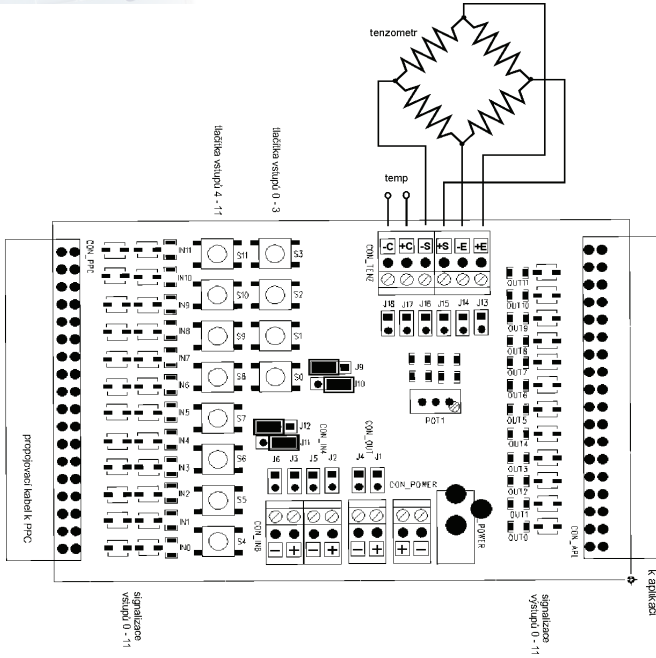 tenzometr
tlačítka vstupů 4 - 11
tlačítka vstupů 0 - 3
temp
-C +C -S +S -E +E
CON_TENZ
CON_PPC
J18 J17 J16 J15 J14 J13
IN11
IN10
IN9
IN8
IN7
IN6
IN5
IN4
IN3
IN2
IN1
IN0
S11
S10
S9
S8
S7
S6
S5
S4
S3
S2
S1
S0
J9
J10
J12
J11
POT1
OUT11
OUT10
OUT9
OUT8
OUT7
OUT6
OUT5
OUT4
OUT3
OUT2
OUT1
OUT0
CON_IN4
CON_OUT
J6 J3 J5 J2 J4 J1
CON_POWER
CON_IN8
− + − + − + + −
POWER
CON_APL
propojovací kabel k PPC
k aplikaci
signalizace
vstupů 0 - 11
signalizace
výstupů 0 - 11